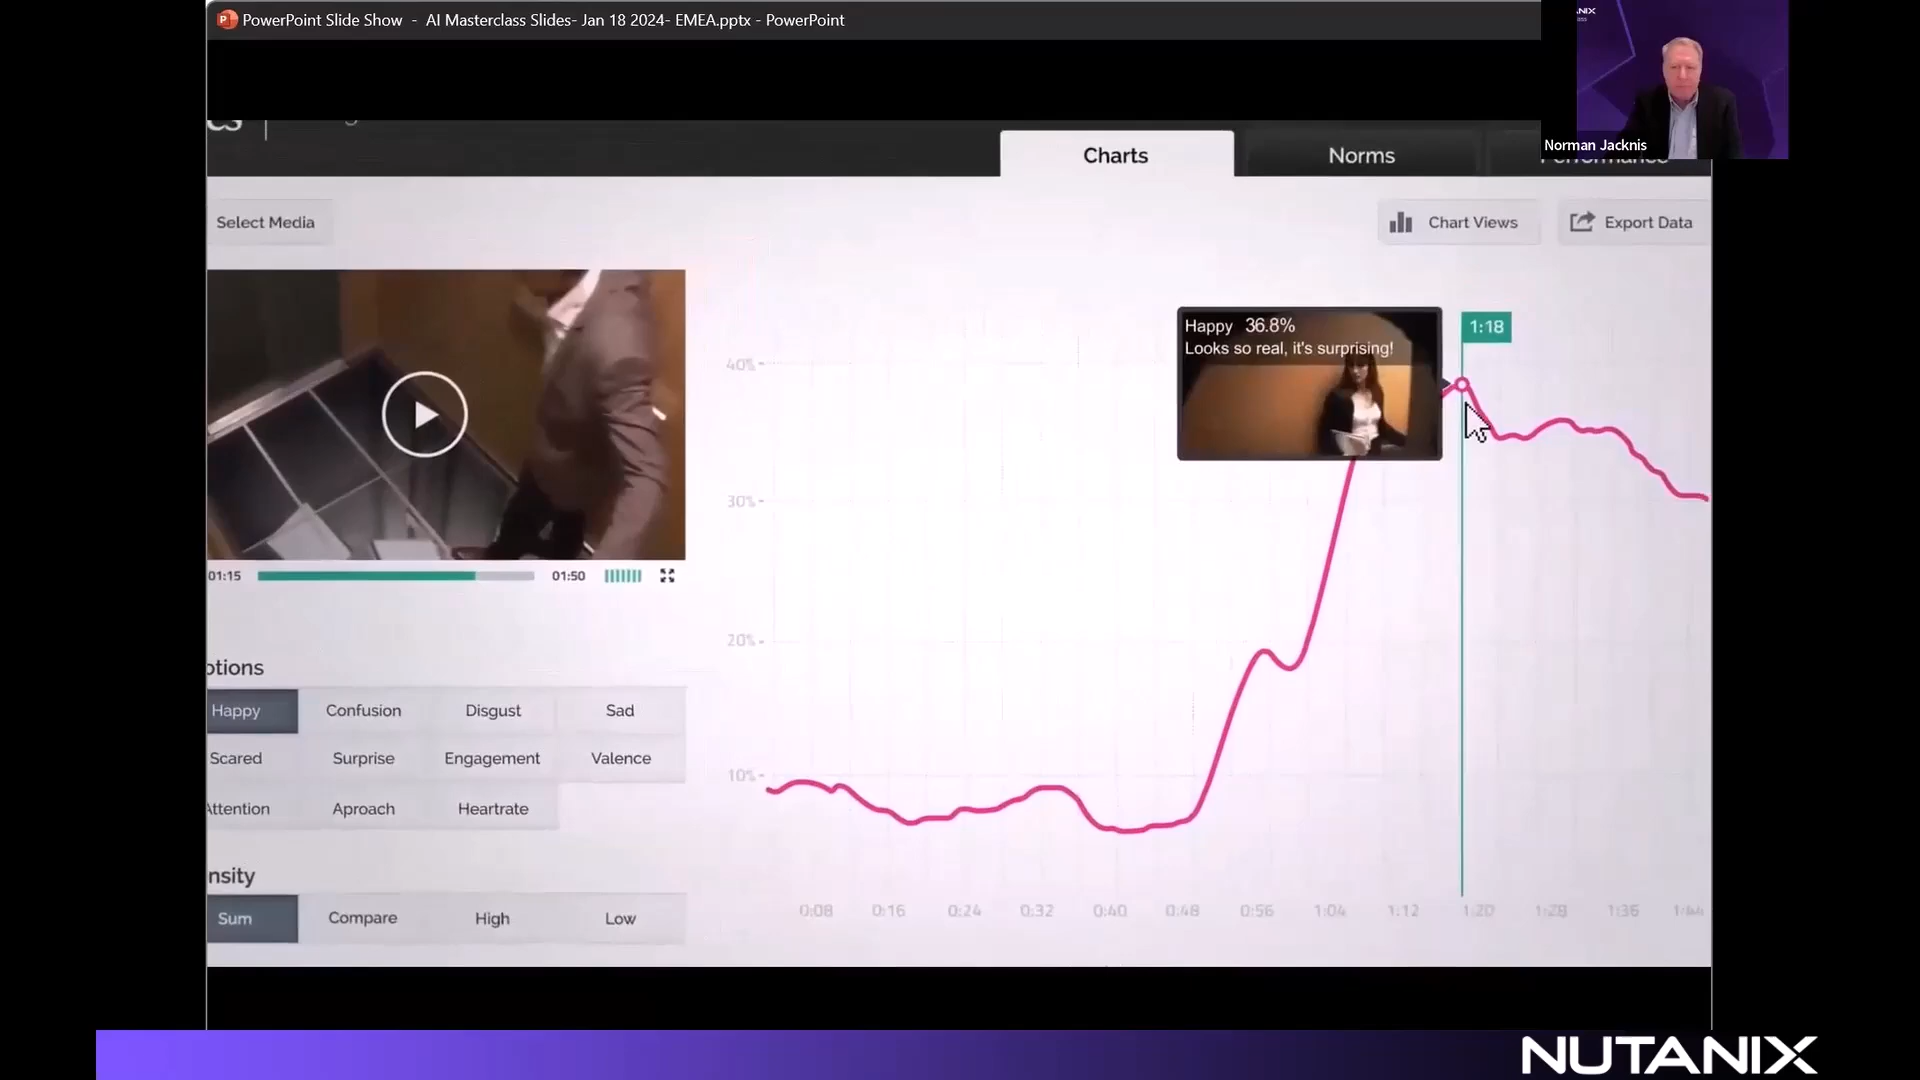 PowerPoint Slide Show - AI Masterclass Slides- Jan 18 2024- EMEA.pptx - PowerPoint
Norman Jacknis
Charts
Norms
Performance
Select Media
Chart Views
Export Data
Happy 36.8%
Looks so real, it's surprising!
1:18
40%
30%
20%
10%
01:15
01:50
otions
Happy
Confusion
Disgust
Sad
Scared
Surprise
Engagement
Valence
Attention
Aproach
Heartrate
nsity
Sum
Compare
High
Low
0:08
0:16
0:24
0:32
0:40
0:48
0:56
1:04
1:12
1:20
1:28
1:36
1:44
NUTANIX